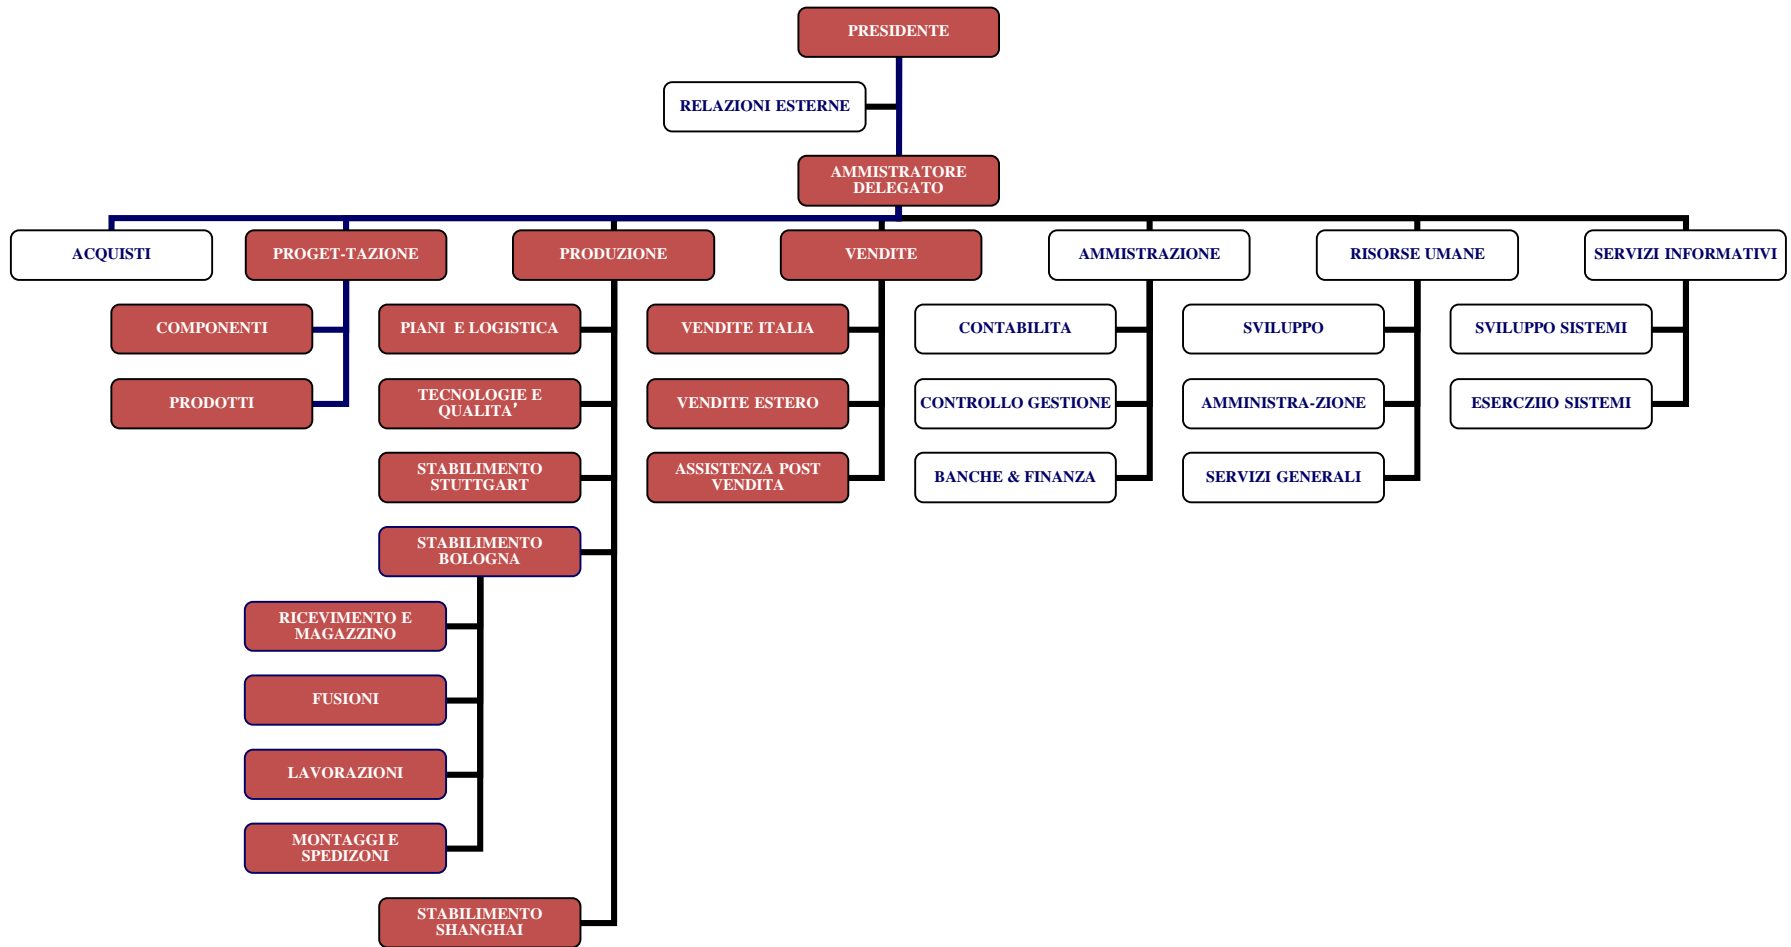 PRESIDENTE
RELAZIONI ESTERNE
AMMISTRATORE
DELEGATO
ACQUISTI
PROGET-TAZIONE
PRODUZIONE
VENDITE
AMMISTRAZIONE
RISORSE UMANE
SERVIZI INFORMATIVI
COMPONENTI
PIANI E LOGISTICA
VENDITE ITALIA
CONTABILITA
SVILUPPO
SVILUPPO SISTEMI
PRODOTTI
TECNOLOGIE E
QUALITA'
VENDITE ESTERO
CONTROLLO GESTIONE
AMMINISTRA-ZIONE
ESERCZIIO SISTEMI
STABILIMENTO
STUTTGART
ASSISTENZA POST
VENDITA
BANCHE & FINANZA
SERVIZI GENERALI
STABILIMENTO
BOLOGNA
RICEVIMENTO E
MAGAZZINO
FUSIONI
LAVORAZIONI
MONTAGGI E
SPEDIZONI
STABILIMENTO
SHANGHAI